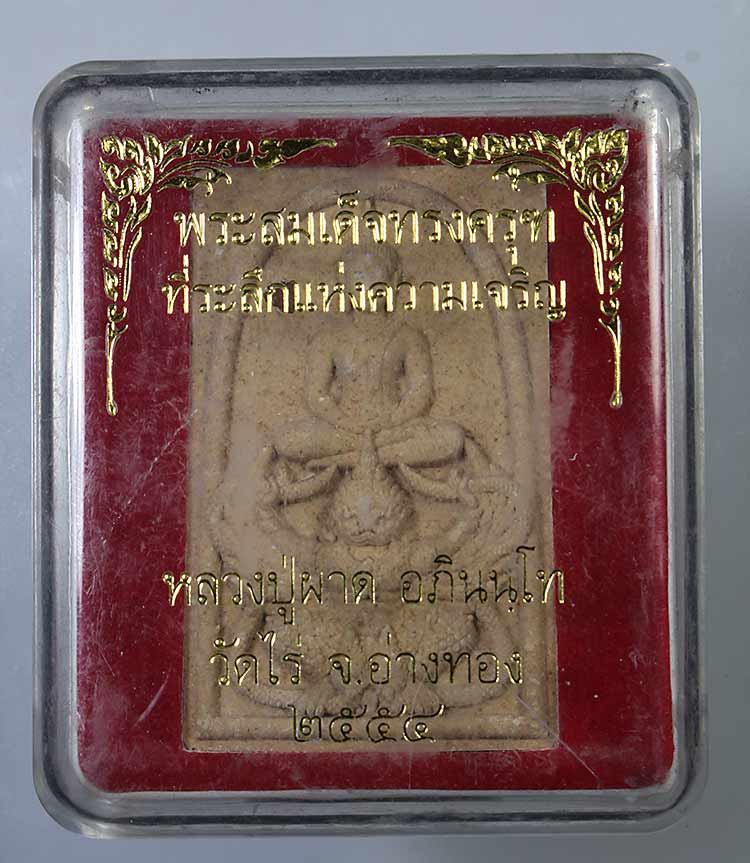 พระสมเด็จทรงครุฑ
ที่ระลึกแห่งความเจริญ
หลวงปู่ผาด อภินนฺโท
วัดไร่ จ.อ่างทอง
๒๕๕๔